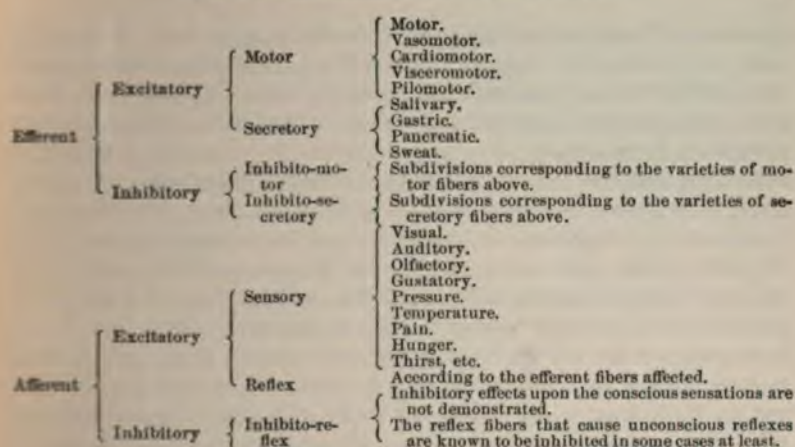 Efferent
Excitatory
Motor
Motor.
Vasomotor.
Cardiomotor.
Visceromotor.
Pilomotor.
Secretory
Salivary.
Gastric.
Pancreatic.
Sweat.
Inhibitory
Inhibito-mo-
tor
Subdivisions corresponding to the varieties of mo-
tor fibers above.
Inhibito-se-
cretory
Subdivisions corresponding to the varieties of se-
cretory fibers above.
Afferent
Excitatory
Sensory
Visual.
Auditory.
Olfactory.
Gustatory.
Pressure.
Temperature.
Pain.
Hunger.
Thirst, etc.
Reflex
According to the efferent fibers affected.
Inhibitory
Inhibito-re-
flex
Inhibitory effects upon the conscious sensations are
not demonstrated.
The reflex fibers that cause unconscious reflexes
are known to be inhibited in some cases at least.